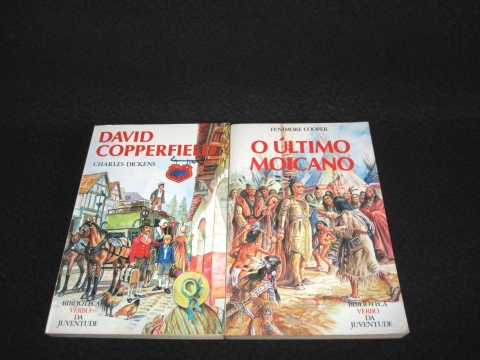 DAVID
COPPERFIELD
CHARLES DICKENS
BIBLIOTECA
VERBO
DA
JUVENTUDE
FENIMORE COOPER
O ÚLTIMO
MOICANO
BIBLIOTECA
VERBO
DA
JUVENTUDE